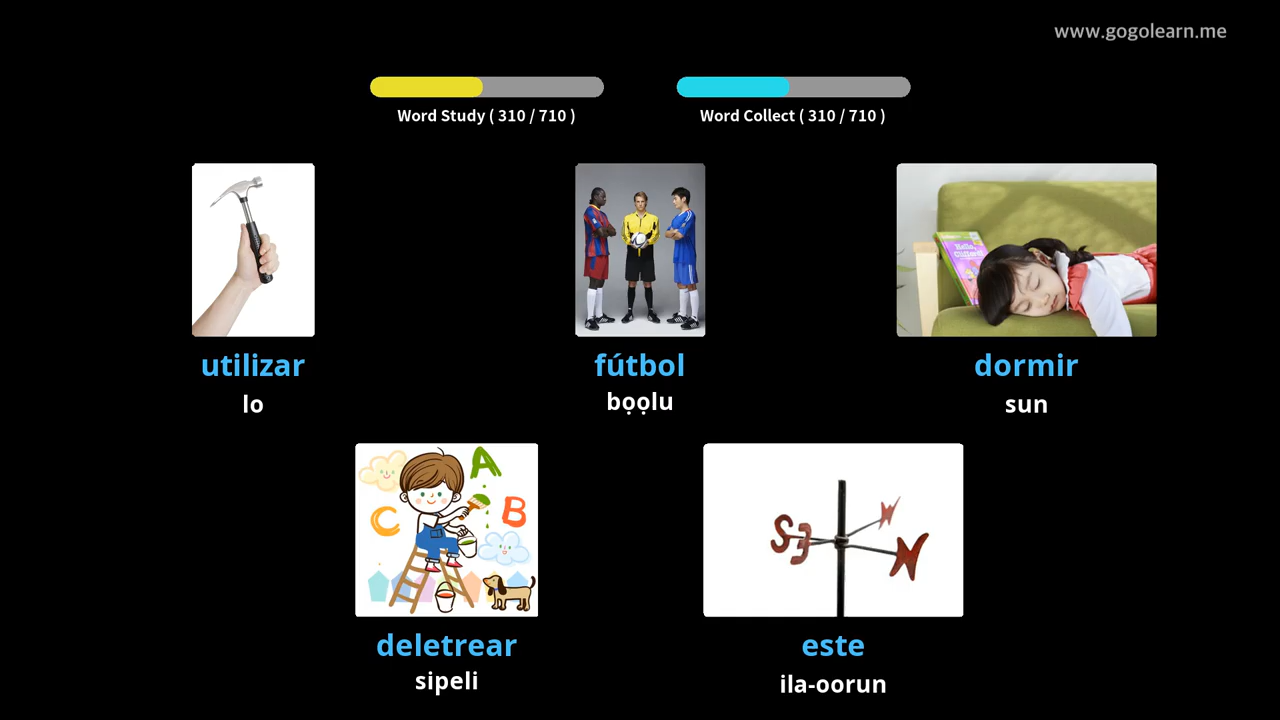 www.gogolearn.me
Word Study ( 310 / 710 )
Word Collect ( 310 / 710 )
utilizar
lo
fútbol
bọọlu
dormir
sun
Hello,
A
B
C
deletrear
sipeli
S
E
N
este
ila-oorun